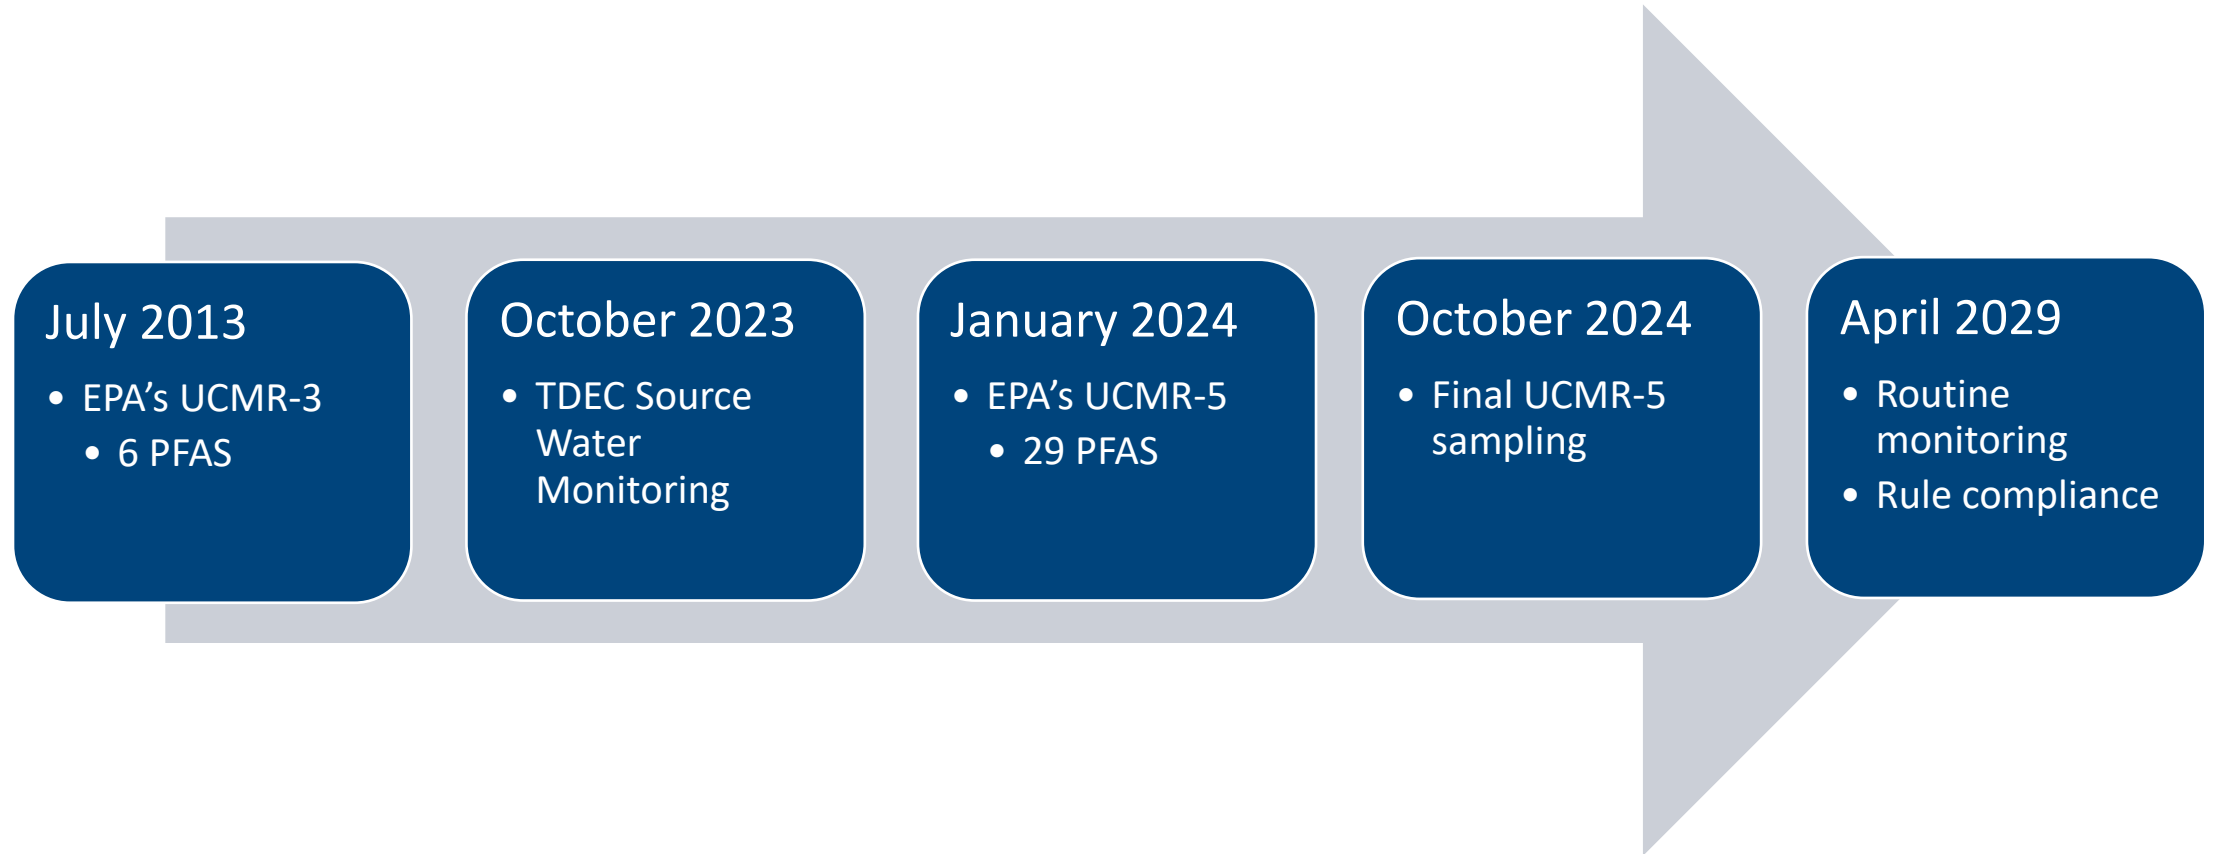 July 2013
• EPA’s UCMR-3
• 6 PFAS
October 2023
• TDEC Source
Water
Monitoring
January 2024
• EPA’s UCMR-5
• 29 PFAS
October 2024
• Final UCMR-5
sampling
April 2029
• Routine
monitoring
• Rule compliance